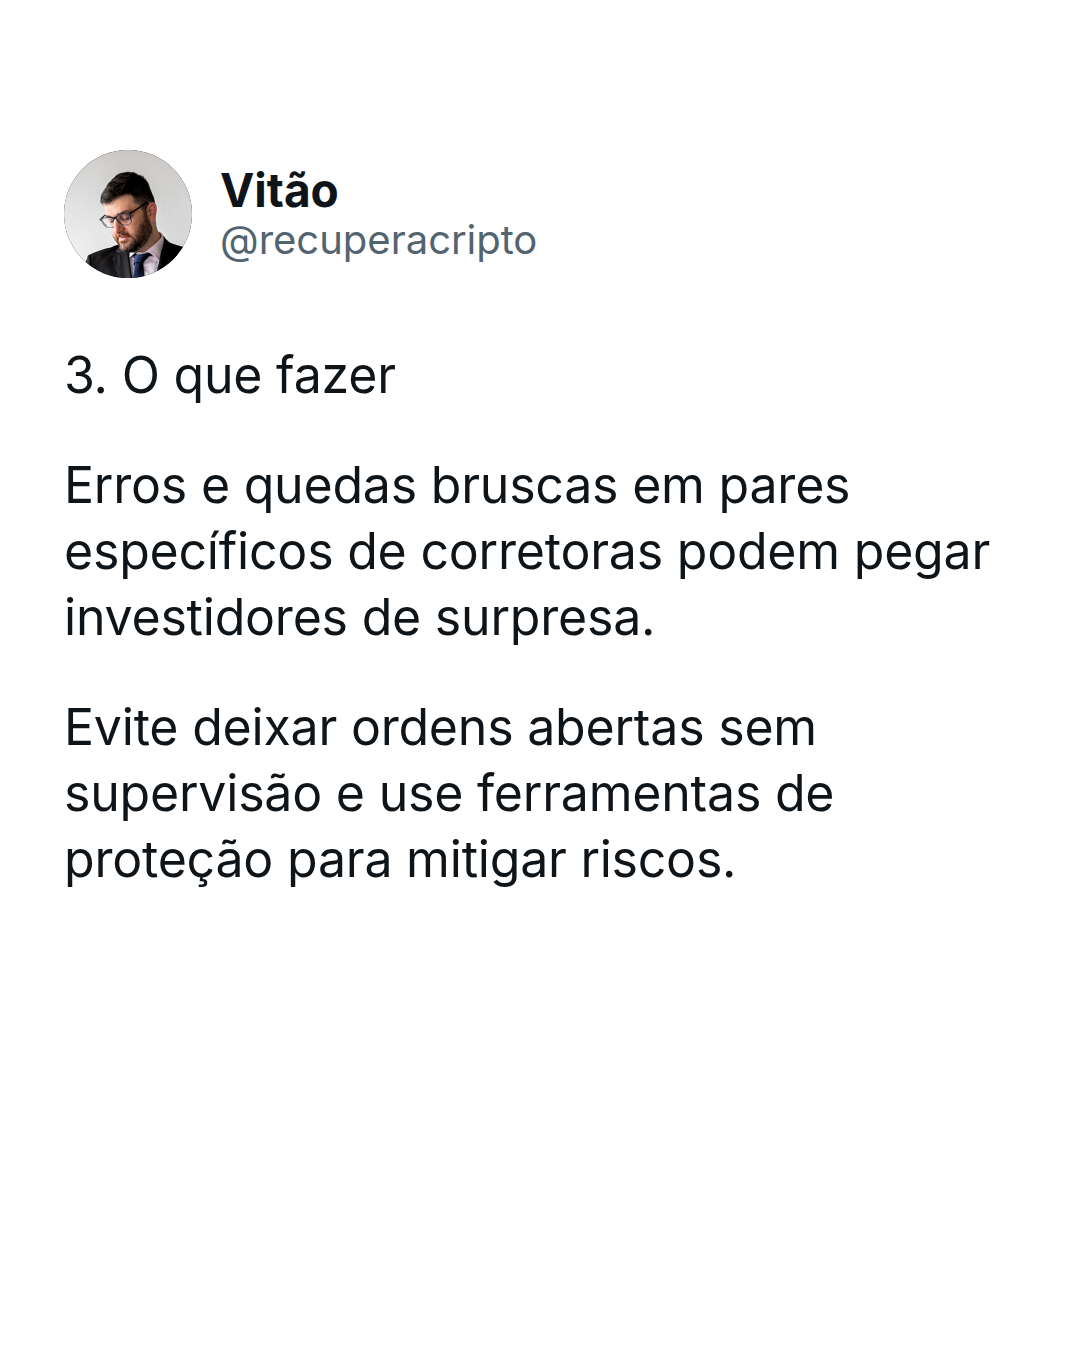 Vitão
@recuperacripto
3. O que fazer
Erros e quedas bruscas em pares
específicos de corretoras podem pegar
investidores de surpresa.
Evite deixar ordens abertas sem
supervisão e use ferramentas de
proteção para mitigar riscos.